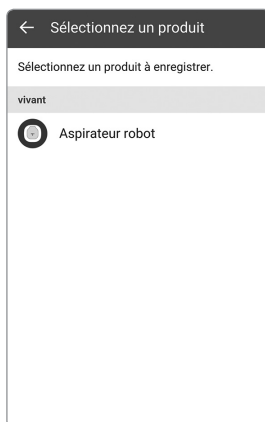 Sélectionnez un produit
Sélectionnez un produit à enregistrer.
vivant
Aspirateur robot